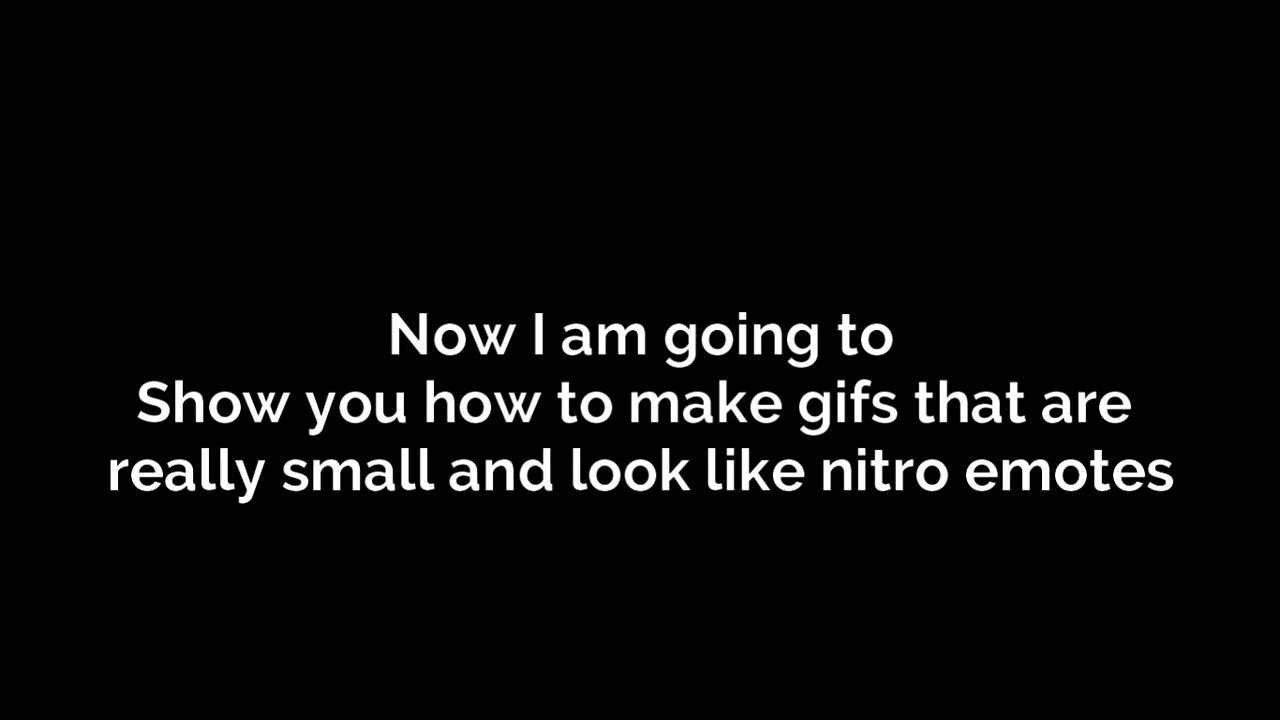 Now I am going to
Show you how to make gifs that are
really small and look like nitro emotes